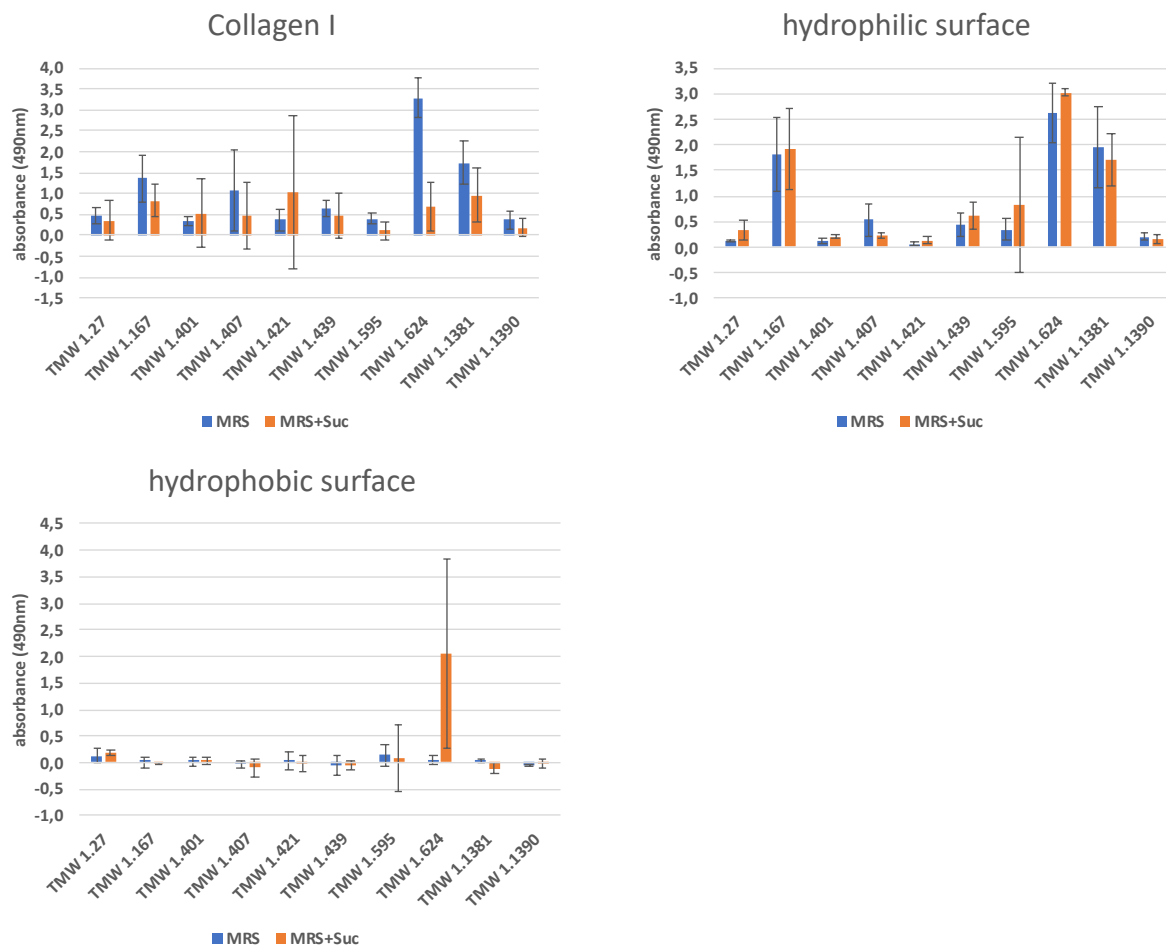 Collagen I
absorbance (490nm)
4,0
3,5
3,0
2,5
2,0
1,5
1,0
0,5
0,0
-0,5
-1,0
-1,5
TMW 1.27
TMW 1.167
TMW 1.401
TMW 1.407
TMW 1.421
TMW 1.439
TMW 1.595
TMW 1.624
TMW 1.1381
TMW 1.1390
MRS MRS+Suc
hydrophilic surface
absorbance (490nm)
3,5
3,0
2,5
2,0
1,5
1,0
0,5
0,0
-0,5
-1,0
TMW 1.27
TMW 1.167
TMW 1.401
TMW 1.407
TMW 1.421
TMW 1.439
TMW 1.595
TMW 1.624
TMW 1.1381
TMW 1.1390
MRS MRS+Suc
hydrophobic surface
absorbance (490nm)
4,5
4,0
3,5
3,0
2,5
2,0
1,5
1,0
0,5
0,0
-0,5
-1,0
TMW 1.27
TMW 1.167
TMW 1.401
TMW 1.407
TMW 1.421
TMW 1.439
TMW 1.595
TMW 1.624
TMW 1.1381
TMW 1.1390
MRS MRS+Suc